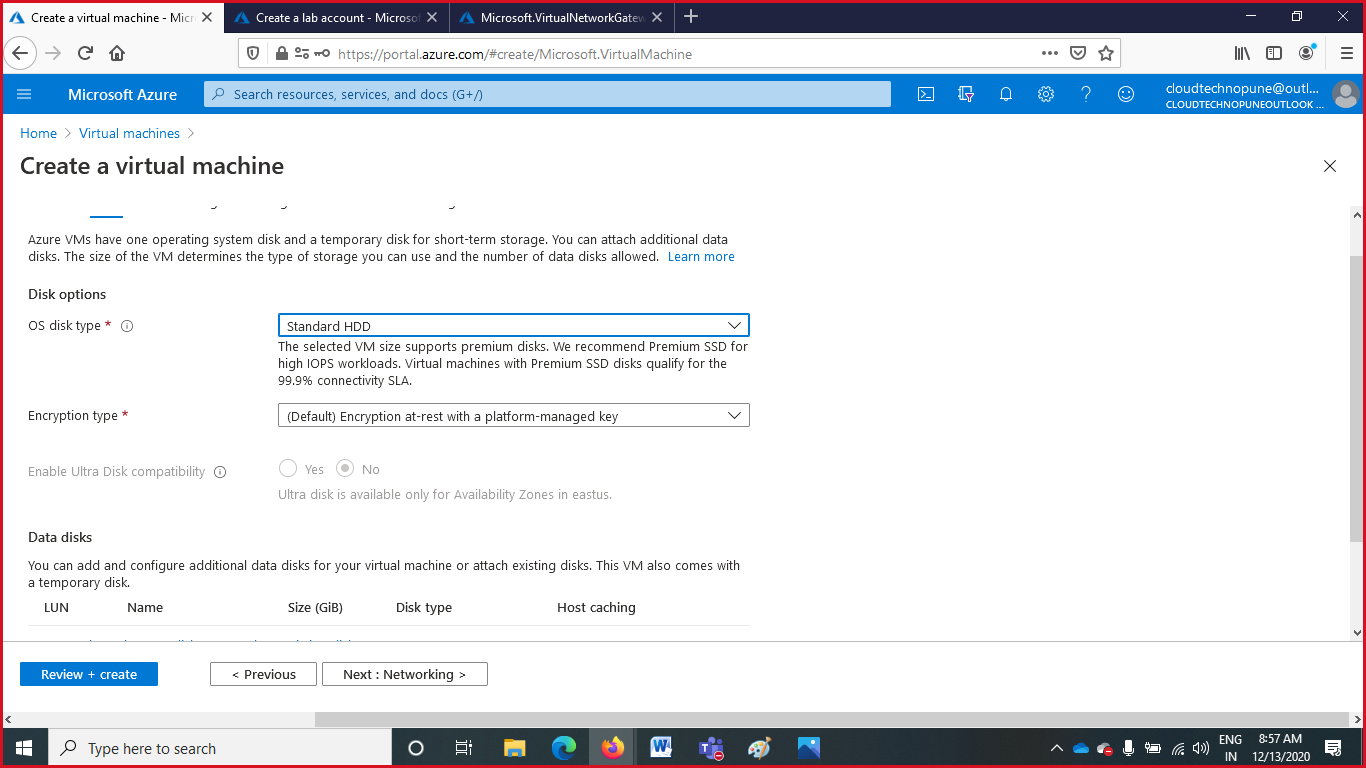 Create a virtual machine - Micr
Create a lab account - Microsof
Microsoft.VirtualNetworkGatew
https://portal.azure.com/#create/Microsoft.VirtualMachine
Microsoft Azure
Search resources, services, and docs (G+/)
cloudtechnopune@outl...
CLOUDTECHNOPUNEOUTLOOK ...
Home > Virtual machines >
Create a virtual machine
Azure VMs have one operating system disk and a temporary disk for short-term storage. You can attach additional data
disks. The size of the VM determines the type of storage you can use and the number of data disks allowed. Learn more
Disk options
OS disk type *
Standard HDD
The selected VM size supports premium disks. We recommend Premium SSD for
high IOPS workloads. Virtual machines with Premium SSD disks qualify for the
99.9% connectivity SLA.
Encryption type *
(Default) Encryption at-rest with a platform-managed key
Enable Ultra Disk compatibility
Yes No
Ultra disk is available only for Availability Zones in eastus.
Data disks
You can add and configure additional data disks for your virtual machine or attach existing disks. This VM also comes with
a temporary disk.
LUN Name Size (GiB) Disk type Host caching
Review + create
< Previous
Next : Networking >
Type here to search
ENG
IN
8:57 AM
12/13/2020